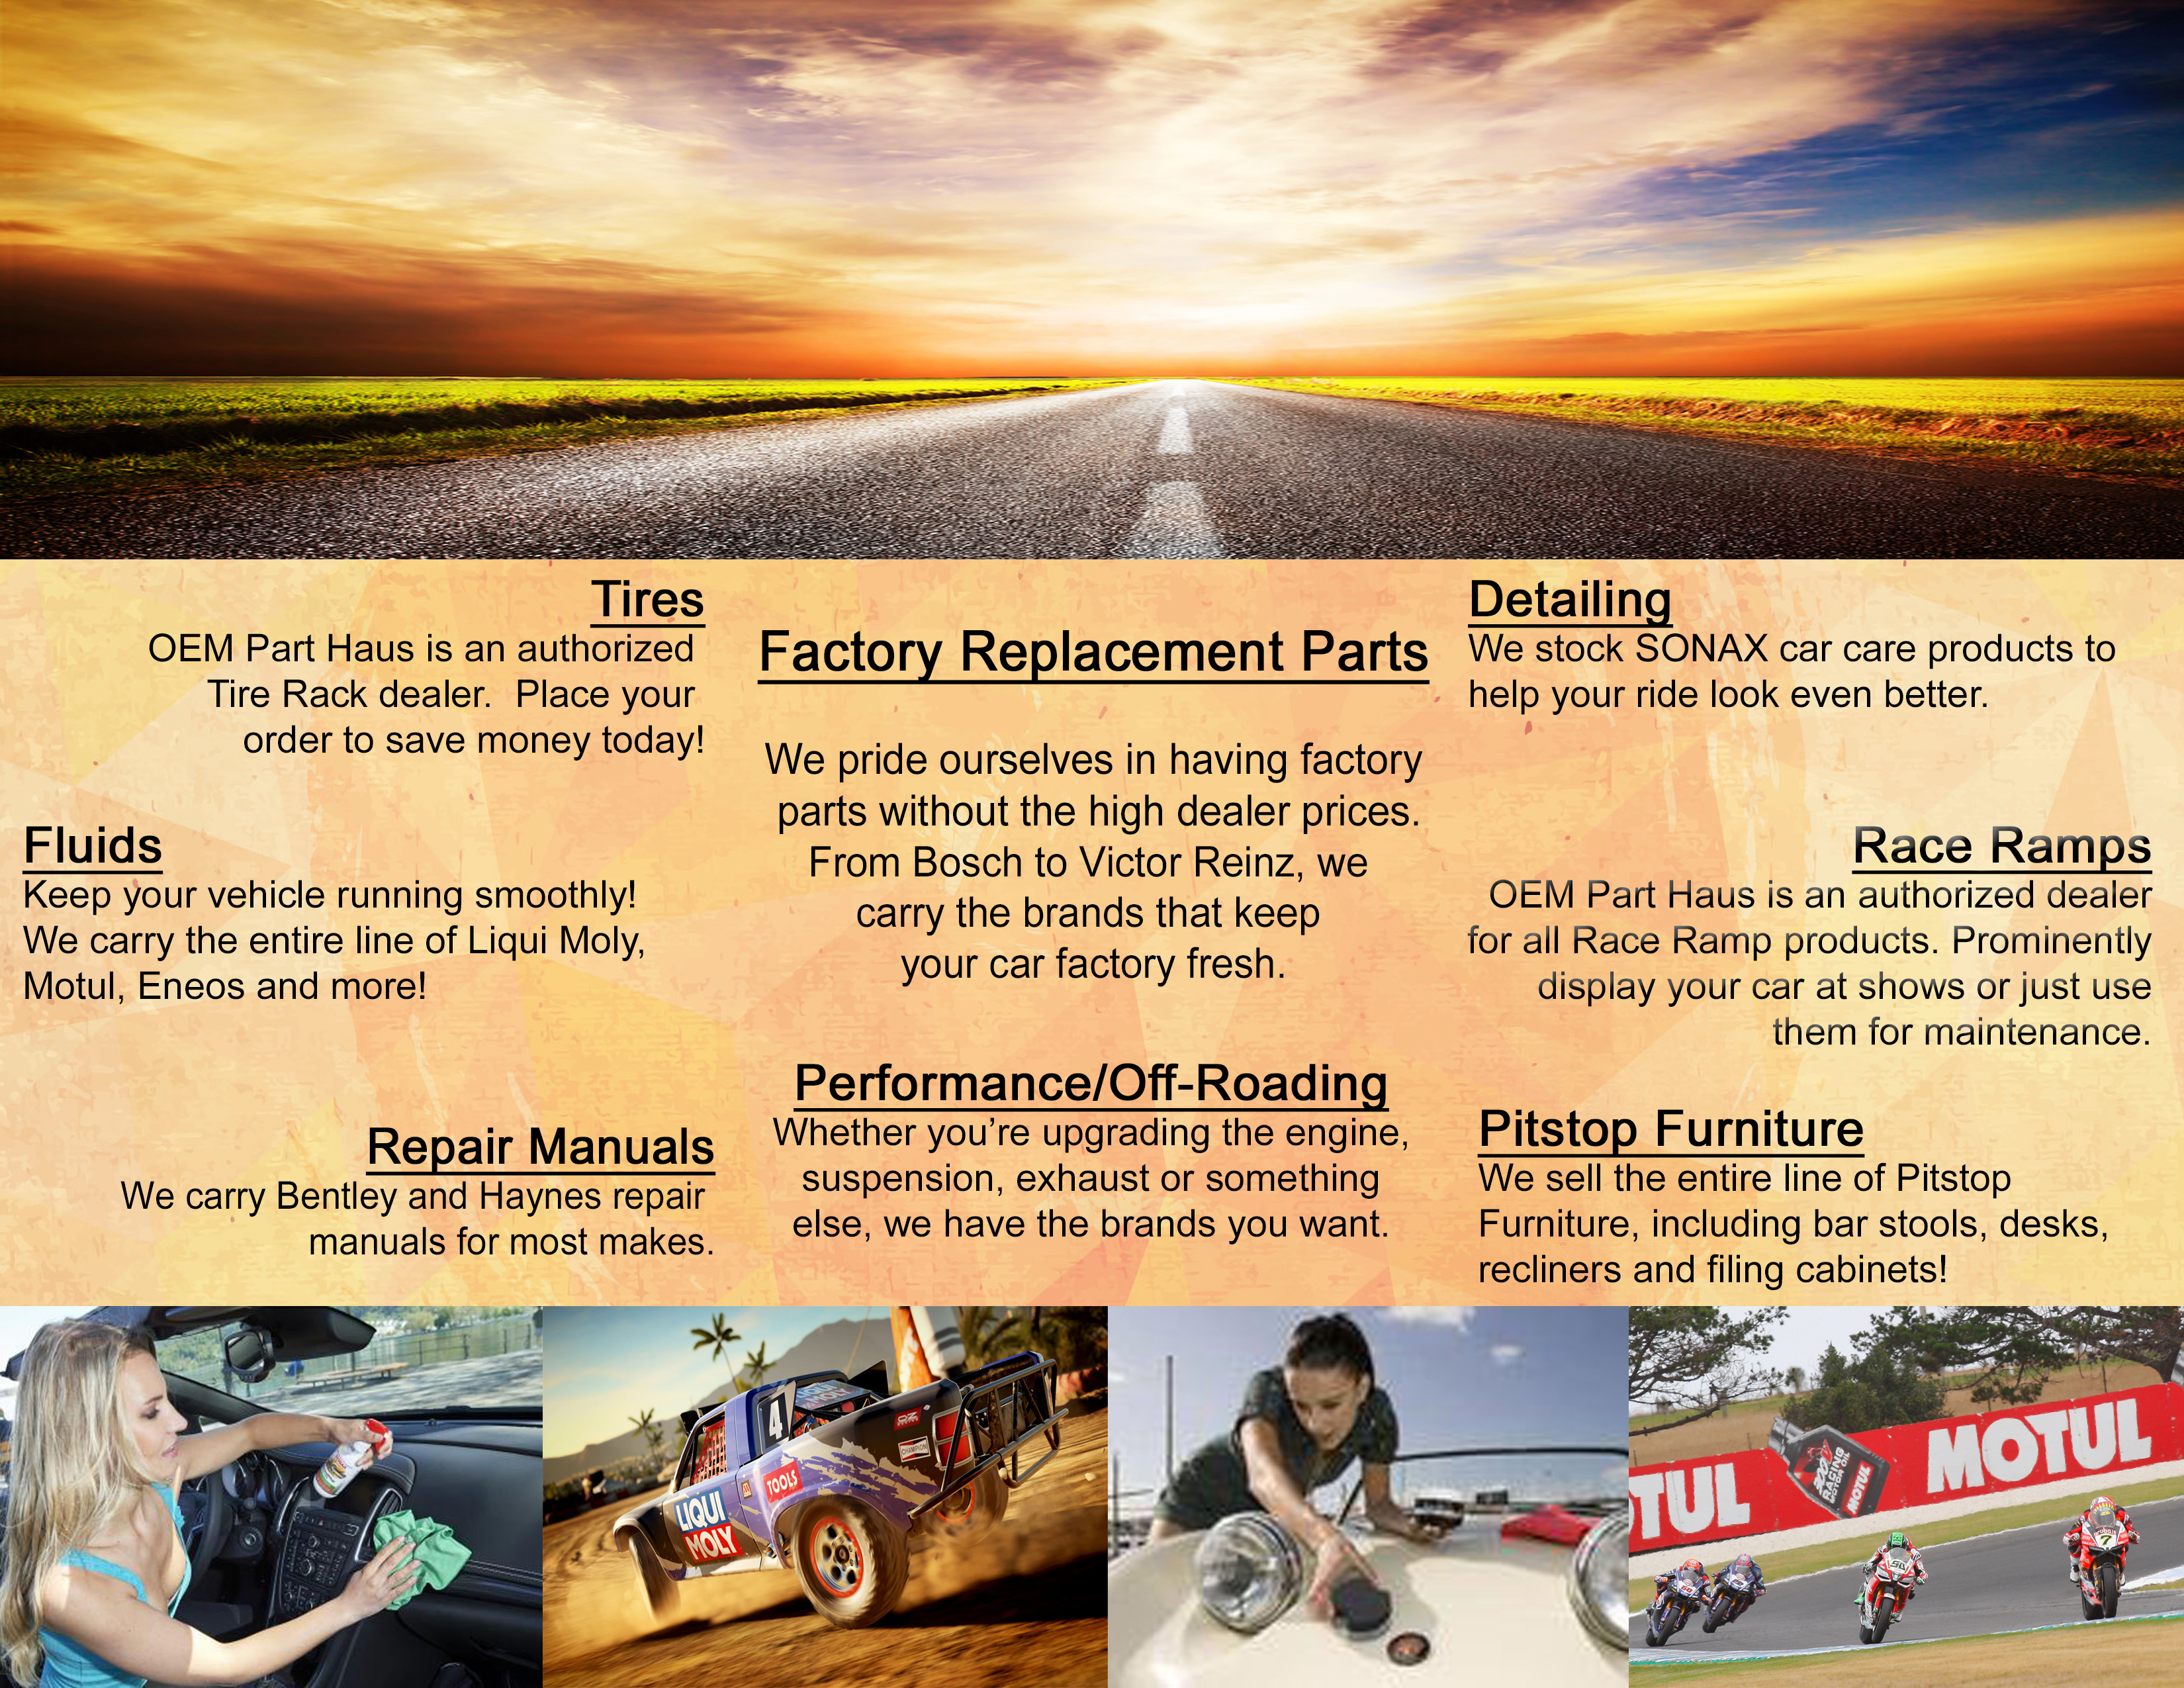 Tires
OEM Part Haus is an authorized
Tire Rack dealer.  Place your
order to save money today!
Fluids
Keep your vehicle running smoothly!
We carry the entire line of Liqui Moly,
Motul, Eneos and more!
Repair Manuals
We carry Bentley and Haynes repair
manuals for most makes.
Factory Replacement Parts
We pride ourselves in having factory
parts without the high dealer prices.
From Bosch to Victor Reinz, we
carry the brands that keep
your car factory fresh.
Performance/Off-Roading
Whether you’re upgrading the engine,
suspension, exhaust or something
else, we have the brands you want.
Detailing
We stock SONAX car care products to
help your ride look even better.
Race Ramps
OEM Part Haus is an authorized dealer
for all Race Ramp products. Prominently
display your car at shows or just use
them for maintenance.
Pitstop Furniture
We sell the entire line of Pitstop
Furniture, including bar stools, desks,
recliners and filing cabinets!
4
LIQUI
MOLY
TOOLS
OZ
CHAMPION
TUL
MOTUL
RACING
MOTOR OIL
MOTUL
7